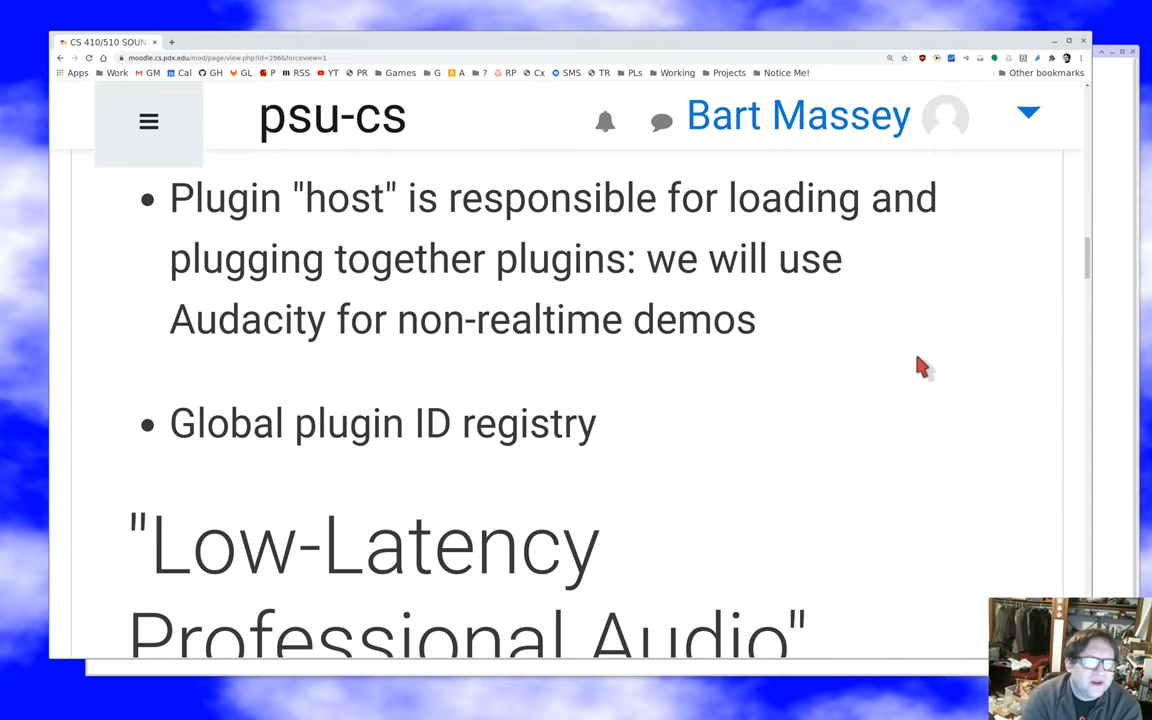 CS 410/510 SOUN
moodle.cs.pdx.edu/mod/page/view.php?id=296&forceview=1
Apps Work GM Cal GH GL P RSS YT PR Games G A ? RP Cx SMS TR PLs Working Projects Notice Me! Other bookmarks
psu-cs Bart Massey
• Plugin "host" is responsible for loading and
plugging together plugins: we will use
Audacity for non-realtime demos
• Global plugin ID registry
"Low-Latency
Professional Audio"